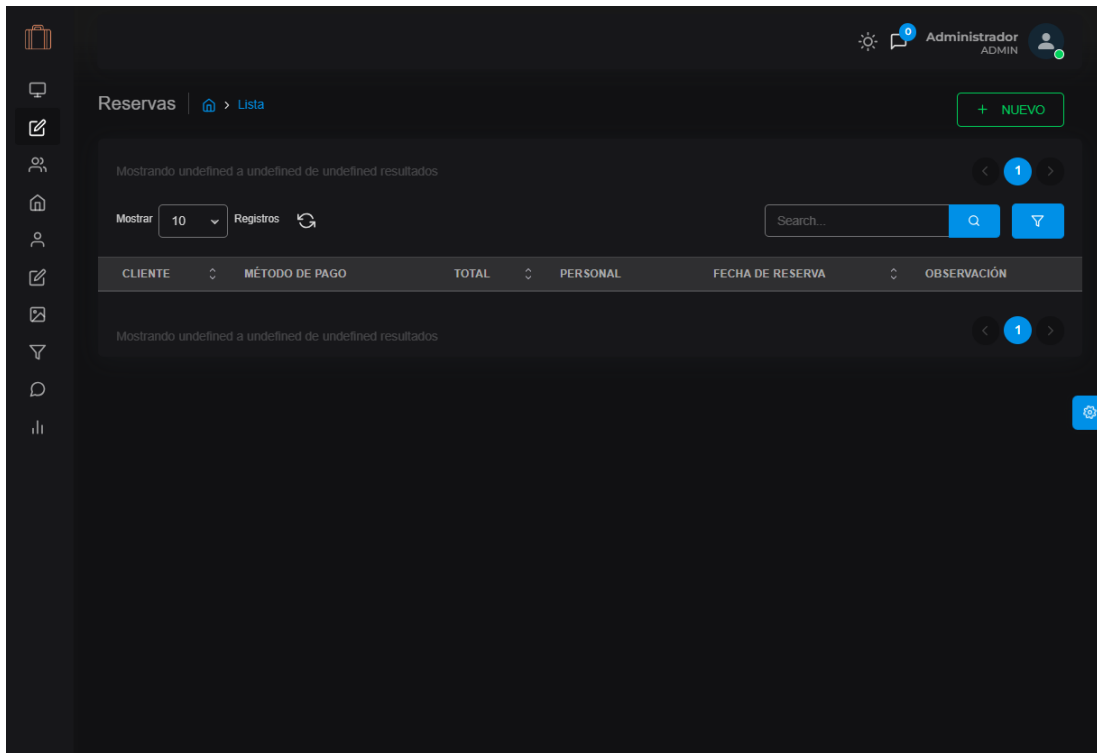 0
Administrador
ADMIN
Reservas Lista
+ NUEVO
Mostrando undefined a undefined de undefined resultados
1
Mostrar 10 Registros
Search...
CLIENTE MÉTODO DE PAGO TOTAL PERSONAL FECHA DE RESERVA OBSERVACIÓN
Mostrando undefined a undefined de undefined resultados
1